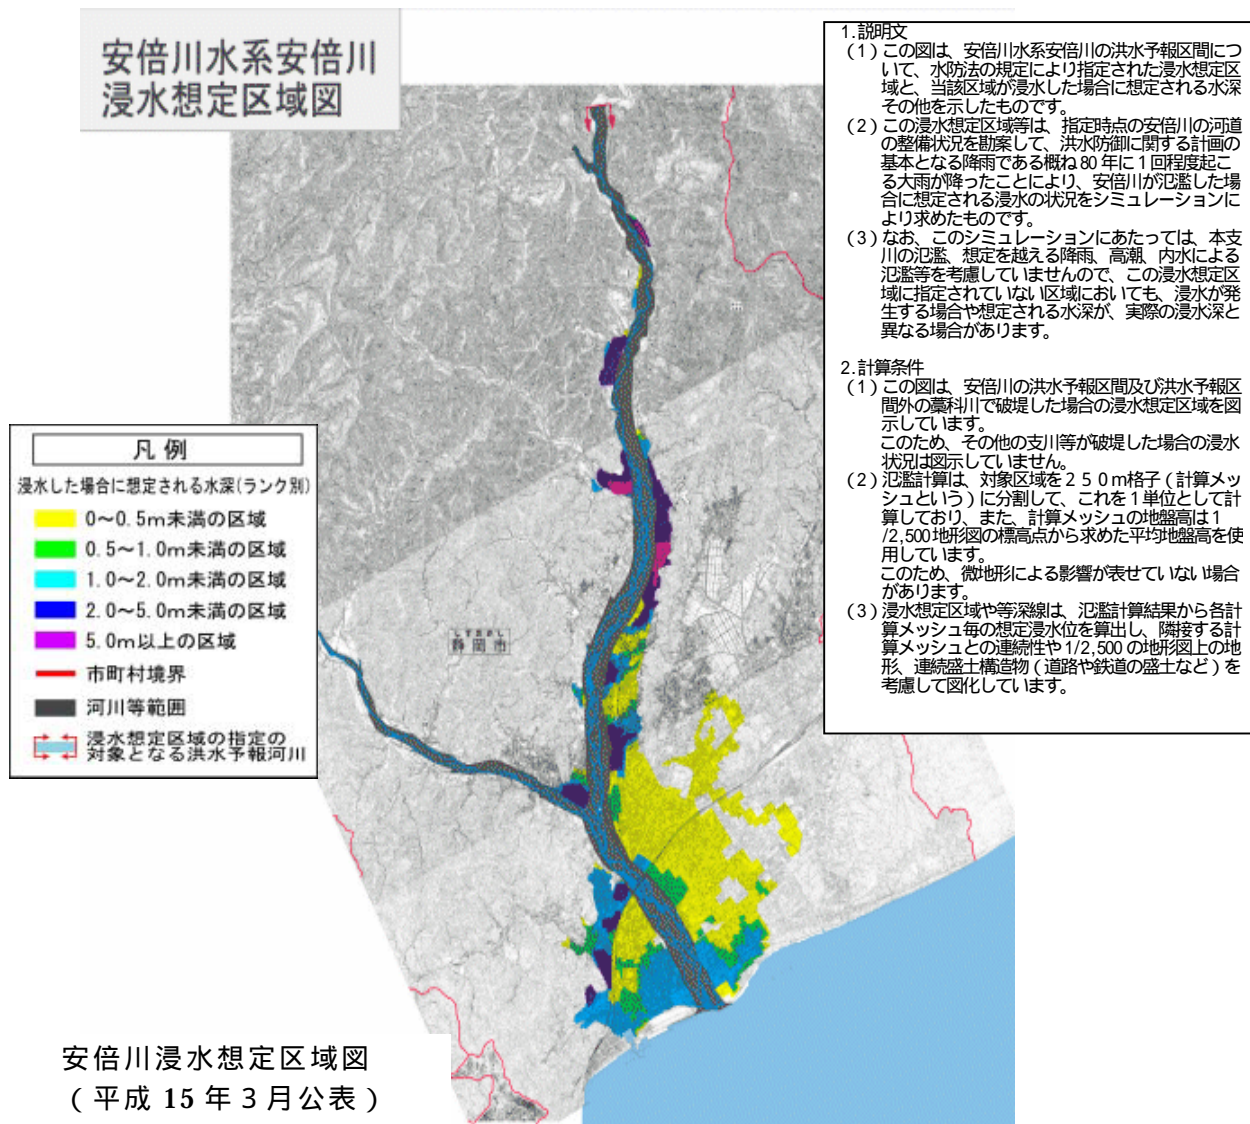 安倍川水系安倍川
浸水想定区域図
1.説明文
(1)この図は、安倍川水系安倍川の洪水予報区間につ
いて、水防法の規定により指定された浸水想定区
域と、当該区域が浸水した場合に想定される水深
その他を示したものです。
(2)この浸水想定区域等は、指定時点の安倍川の河道
の整備状況を勘案して、洪水防御に関する計画の
基本となる降雨である概ね80年に1回程度起こ
る大雨が降ったことにより、安倍川が氾濫した場
合に想定される浸水の状況をシミュレーションに
より求めたものです。
(3)なお、このシミュレーションにあたっては、本支
川の氾濫、想定を越える降雨、高潮、内水による
氾濫等を考慮していませんので、この浸水想定区
域に指定されていない区域においても、浸水が発
生する場合や想定される水深が、実際の浸水深と
異なる場合があります。
2.計算条件
(1)この図は、安倍川の洪水予報区間及び洪水予報区
間外の藁科川で破堤した場合の浸水想定区域を図
示しています。
このため、その他の支川等が破堤した場合の浸水
状況は図示していません。
(2)氾濫計算は、対象区域を250m格子(計算メッ
シュという)に分割して、これを1単位として計
算しており、また、計算メッシュの地盤高は1
/2,500地形図の標高点から求めた平均地盤高を使
用しています。
このため、微地形による影響が表せていない場合
があります。
(3)浸水想定区域や等深線は、氾濫計算結果から各計
算メッシュ毎の想定浸水位を算出し、隣接する計
算メッシュとの連続性や1/2,500の地形図上の地
形、連続盛土構造物(道路や鉄道の盛土など)を
考慮して図化しています。
凡例
浸水した場合に想定される水深(ランク別)
0～0.5m未満の区域
0.5～1.0m未満の区域
1.0～2.0m未満の区域
2.0～5.0m未満の区域
5.0m以上の区域
市町村境界
河川等範囲
浸水想定区域の指定の
対象となる洪水予報河川
しずおかし
静岡市
安倍川浸水想定区域図
(平成15年3月公表)